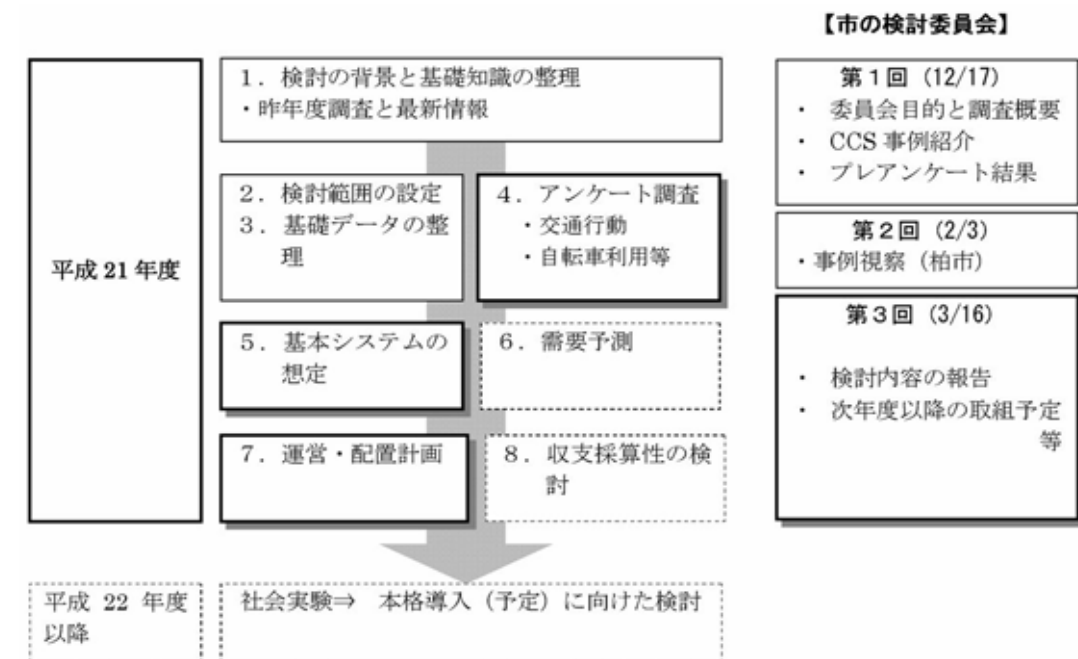 【市の検討委員会】
平成 21 年度
1．検討の背景と基礎知識の整理
・昨年度調査と最新情報
2．検討範囲の設定
3．基礎データの整
理
4．アンケート調査
・交通行動
・自転車利用等
5．基本システムの
想定
6．需要予測
7．運営・配置計画
8．収支採算性の検
討
第１回（12/17）
・ 委員会目的と調査概要
・ CCS 事例紹介
・ プレアンケート結果
第２回（2/3）
・事例視察（柏市）
第３回（3/16）
・ 検討内容の報告
・ 次年度以降の取組予定
等
平成 22 年度
以降
社会実験⇒ 本格導入（予定）に向けた検討